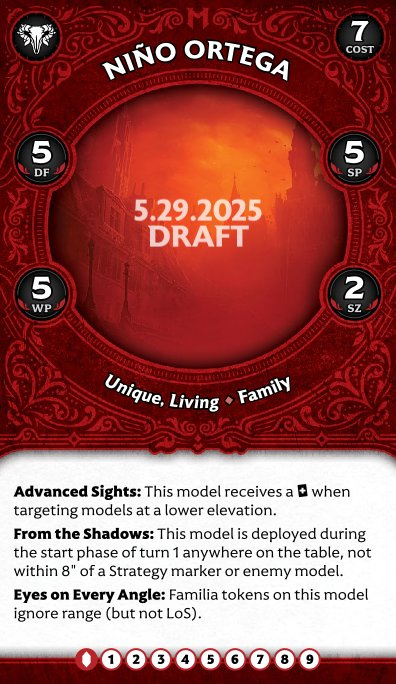 NIÑO ORTEGA
7
COST
5
DF
5
SP
5.29.2025
DRAFT
5
WP
2
SZ
Unique, Living ♦ Family
Advanced Sights: This model receives a + when
targeting models at a lower elevation.
From the Shadows: This model is deployed during
the start phase of turn 1 anywhere on the table, not
within 8" of a Strategy marker or enemy model.
Eyes on Every Angle: Familia tokens on this model
ignore range (but not LoS).
1 2 3 4 5 6 7 8 9